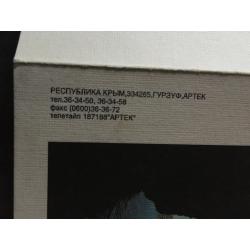 РЕСПУБЛИКА КРЫМ,334265,ГУРЗУФ,АРТЕК
тел.36-34-50, 36-34-58
факс (0600)36-36-72
телетайп 187188"АРТЕК"